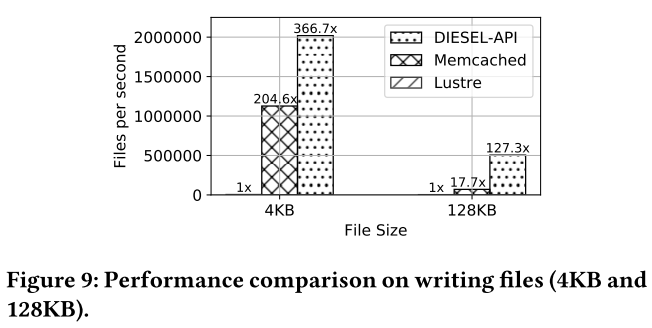 366.7x
204.6x
1x
127.3x
17.7x
1x
DIESEL-API
Memcached
Lustre
2000000
1500000
1000000
500000
0
Files per second
4KB
128KB
File Size
Figure 9: Performance comparison on writing files (4KB and
128KB).